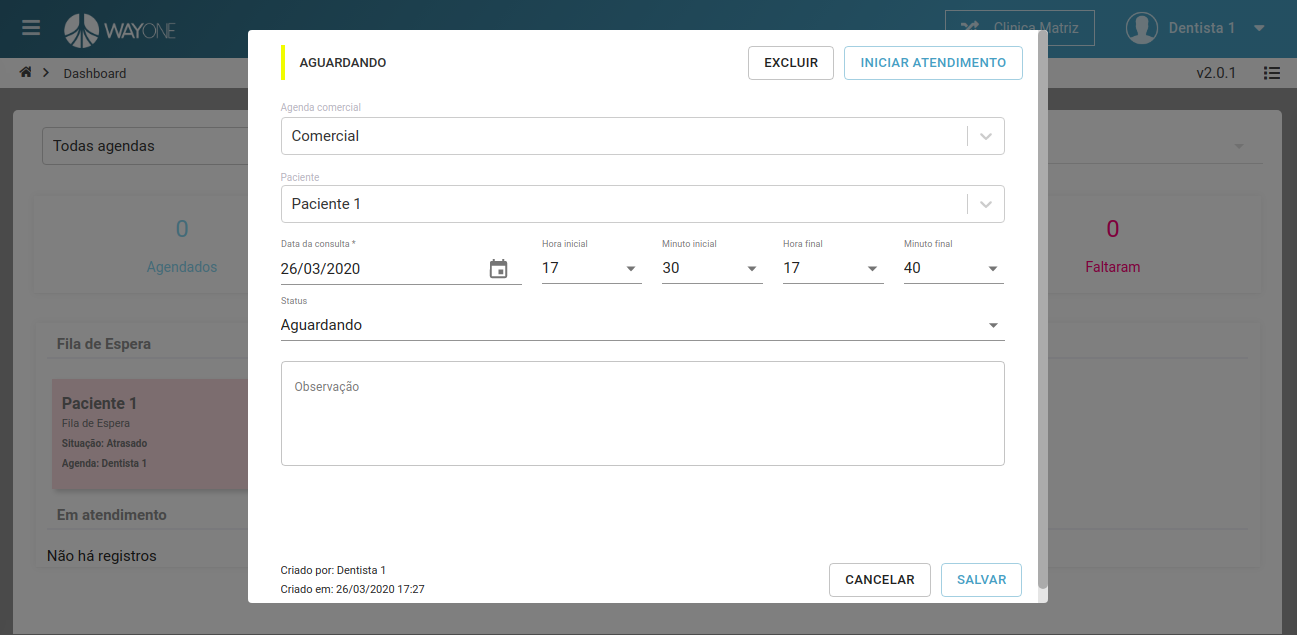 WAYONE
Clinica Matriz
Dentista 1
Dashboard
v2.0.1
Todas agendas
0
Agendados
0
Faltaram
Fila de Espera
Paciente 1
Fila de Espera
Situação: Atrasado
Agenda: Dentista 1
Em atendimento
Não há registros
AGUARDANDO
EXCLUIR
INICIAR ATENDIMENTO
Agenda comercial
Comercial
Paciente
Paciente 1
Data da consulta *
Hora inicial
Minuto inicial
Hora final
Minuto final
26/03/2020
17
30
17
40
Status
Aguardando
Observação
Criado por: Dentista 1
Criado em: 26/03/2020 17:27
CANCELAR
SALVAR